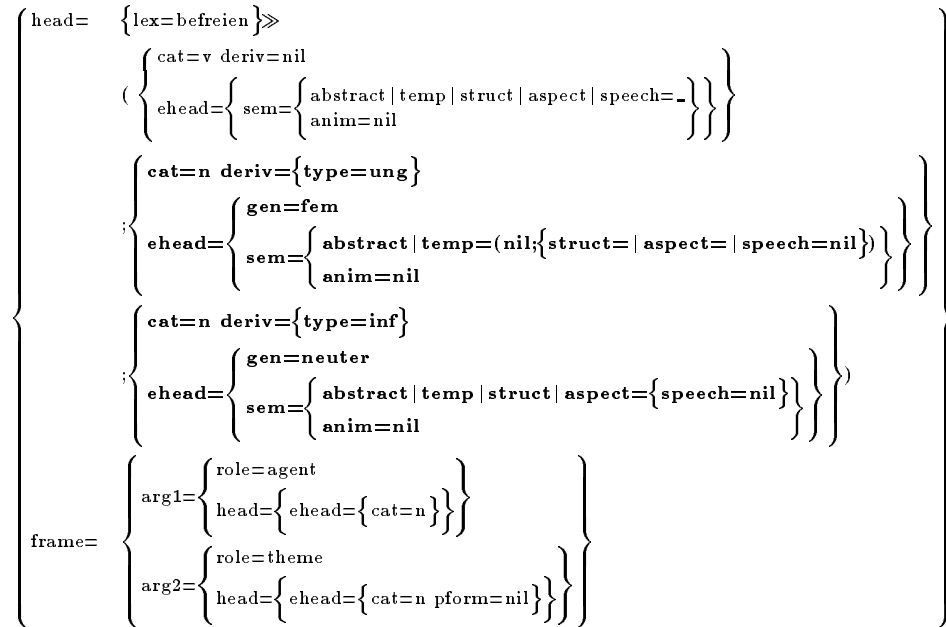 head= {lex=befreien}≫
( { cat=v deriv=nil
ehead={ sem={ abstract|temp|struct|aspect|speech=_
anim=nil }}}
;{ cat=n deriv={type=ung}
ehead={ gen=fem
sem={ abstract|temp=(nil;{struct=|aspect=|speech=nil})
anim=nil }}}
;{ cat=n deriv={type=inf}
ehead={ gen=neuter
sem={ abstract|temp|struct|aspect={speech=nil}
anim=nil }}})
frame= { arg1={ role=agent
head={ ehead={cat=n}}}
arg2={ role=theme
head={ ehead={cat=n pform=nil}}}}